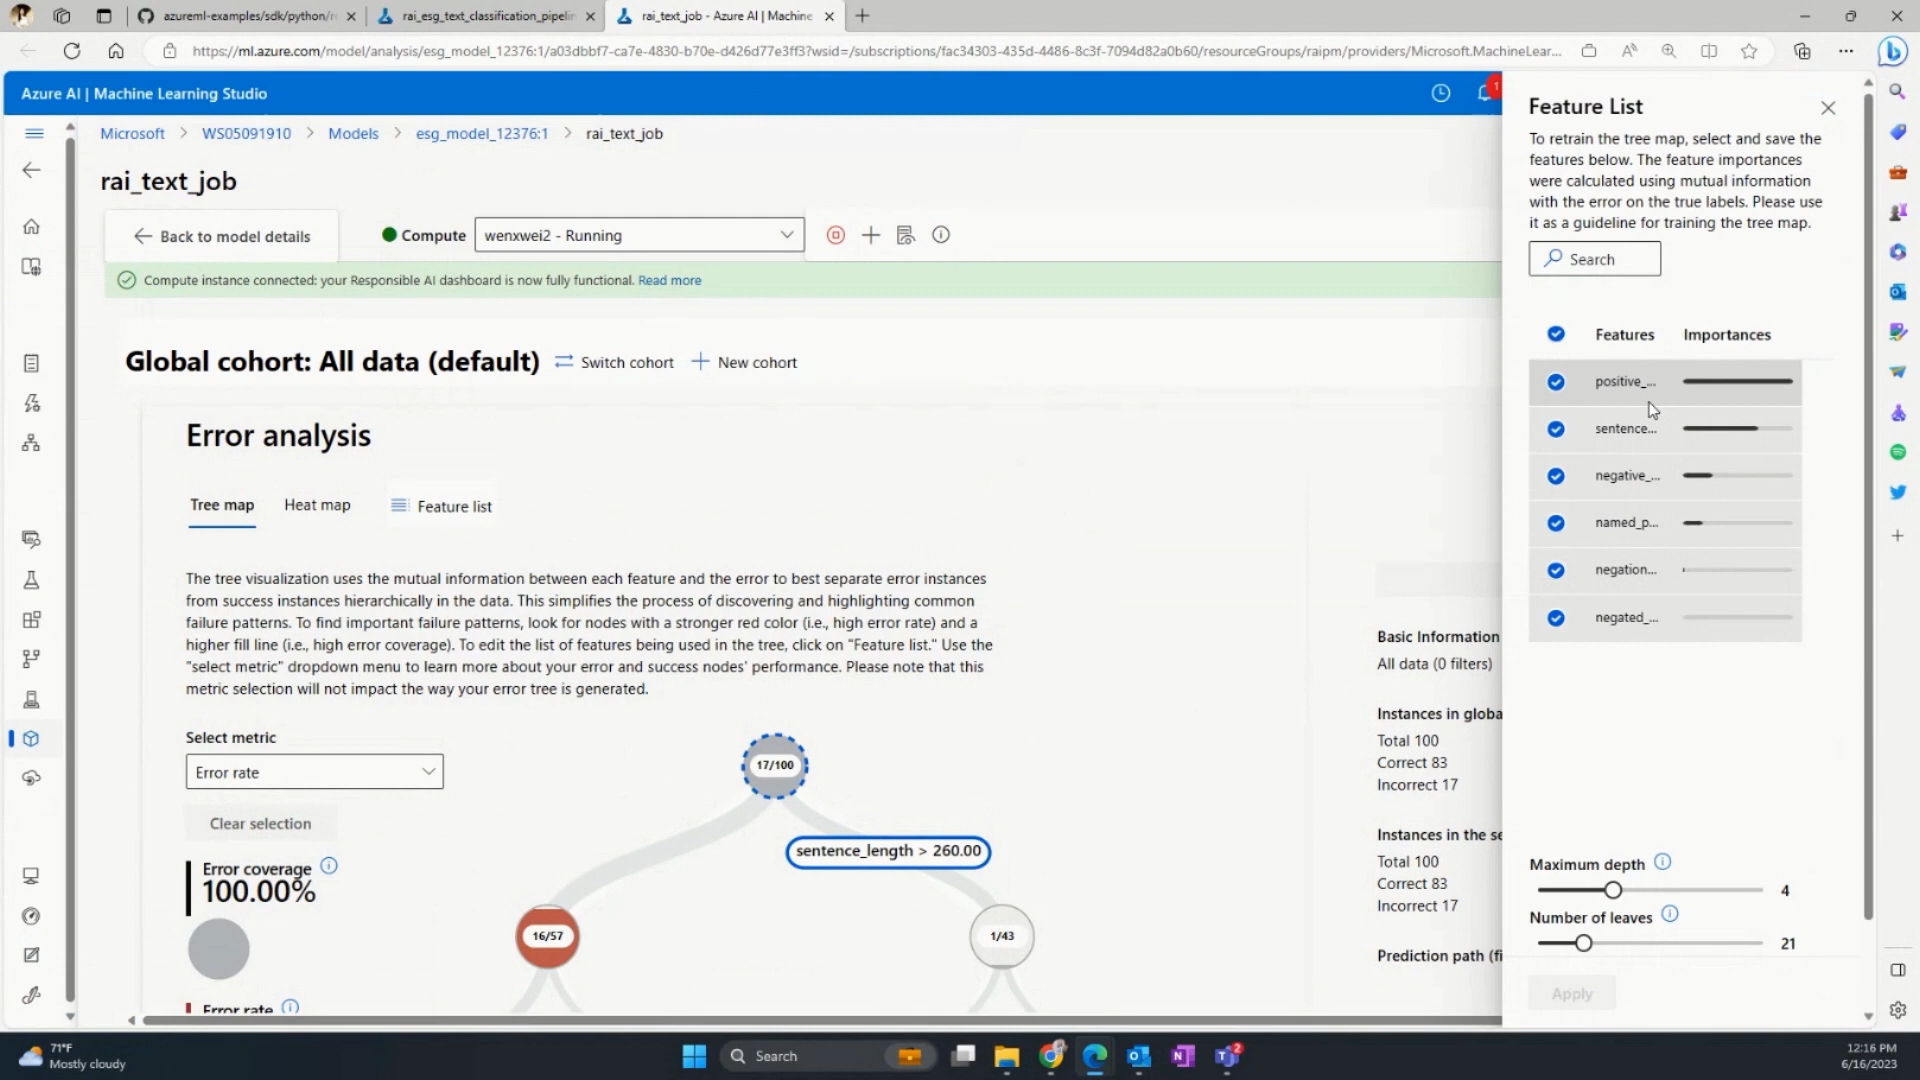 azureml-examples/sdk/python/r
rai_esg_text_classification_pipelin
rai_text_job - Azure AI | Machine
https://ml.azure.com/model/analysis/esg_model_12376:1/a03dbbf7-ca7e-4830-b70e-d426d77e3ff3?wsid=/subscriptions/fac34303-435d-4486-8c3f-7094d82a0b60/resourceGroups/raipm/providers/Microsoft.MachineLear...
Azure AI | Machine Learning Studio
1
Microsoft > WS05091910 > Models > esg_model_12376:1 > rai_text_job
rai_text_job
Back to model details
Compute
wenxwei2 - Running
Compute instance connected: your Responsible AI dashboard is now fully functional. Read more
Global cohort: All data (default)
Switch cohort
New cohort
Error analysis
Tree map
Heat map
Feature list
The tree visualization uses the mutual information between each feature and the error to best separate error instances
from success instances hierarchically in the data. This simplifies the process of discovering and highlighting common
failure patterns. To find important failure patterns, look for nodes with a stronger red color (i.e., high error rate) and a
higher fill line (i.e., high error coverage). To edit the list of features being used in the tree, click on "Feature list." Use the
"select metric" dropdown menu to learn more about your error and success nodes' performance. Please note that this
metric selection will not impact the way your error tree is generated.
Select metric
Error rate
Clear selection
Error coverage
100.00%
Error rate
17/100
sentence_length > 260.00
16/57
1/43
Basic Information
All data (0 filters)
Instances in globa
Total 100
Correct 83
Incorrect 17
Instances in the se
Total 100
Correct 83
Incorrect 17
Prediction path (fi
Feature List
To retrain the tree map, select and save the
features below. The feature importances
were calculated using mutual information
with the error on the true labels. Please use
it as a guideline for training the tree map.
Search
Features
Importances
positive_...
sentence...
negative_...
named_p...
negation...
negated_...
Maximum depth
4
Number of leaves
21
Apply
71°F
Mostly cloudy
Search
2
12:16 PM
6/16/2023